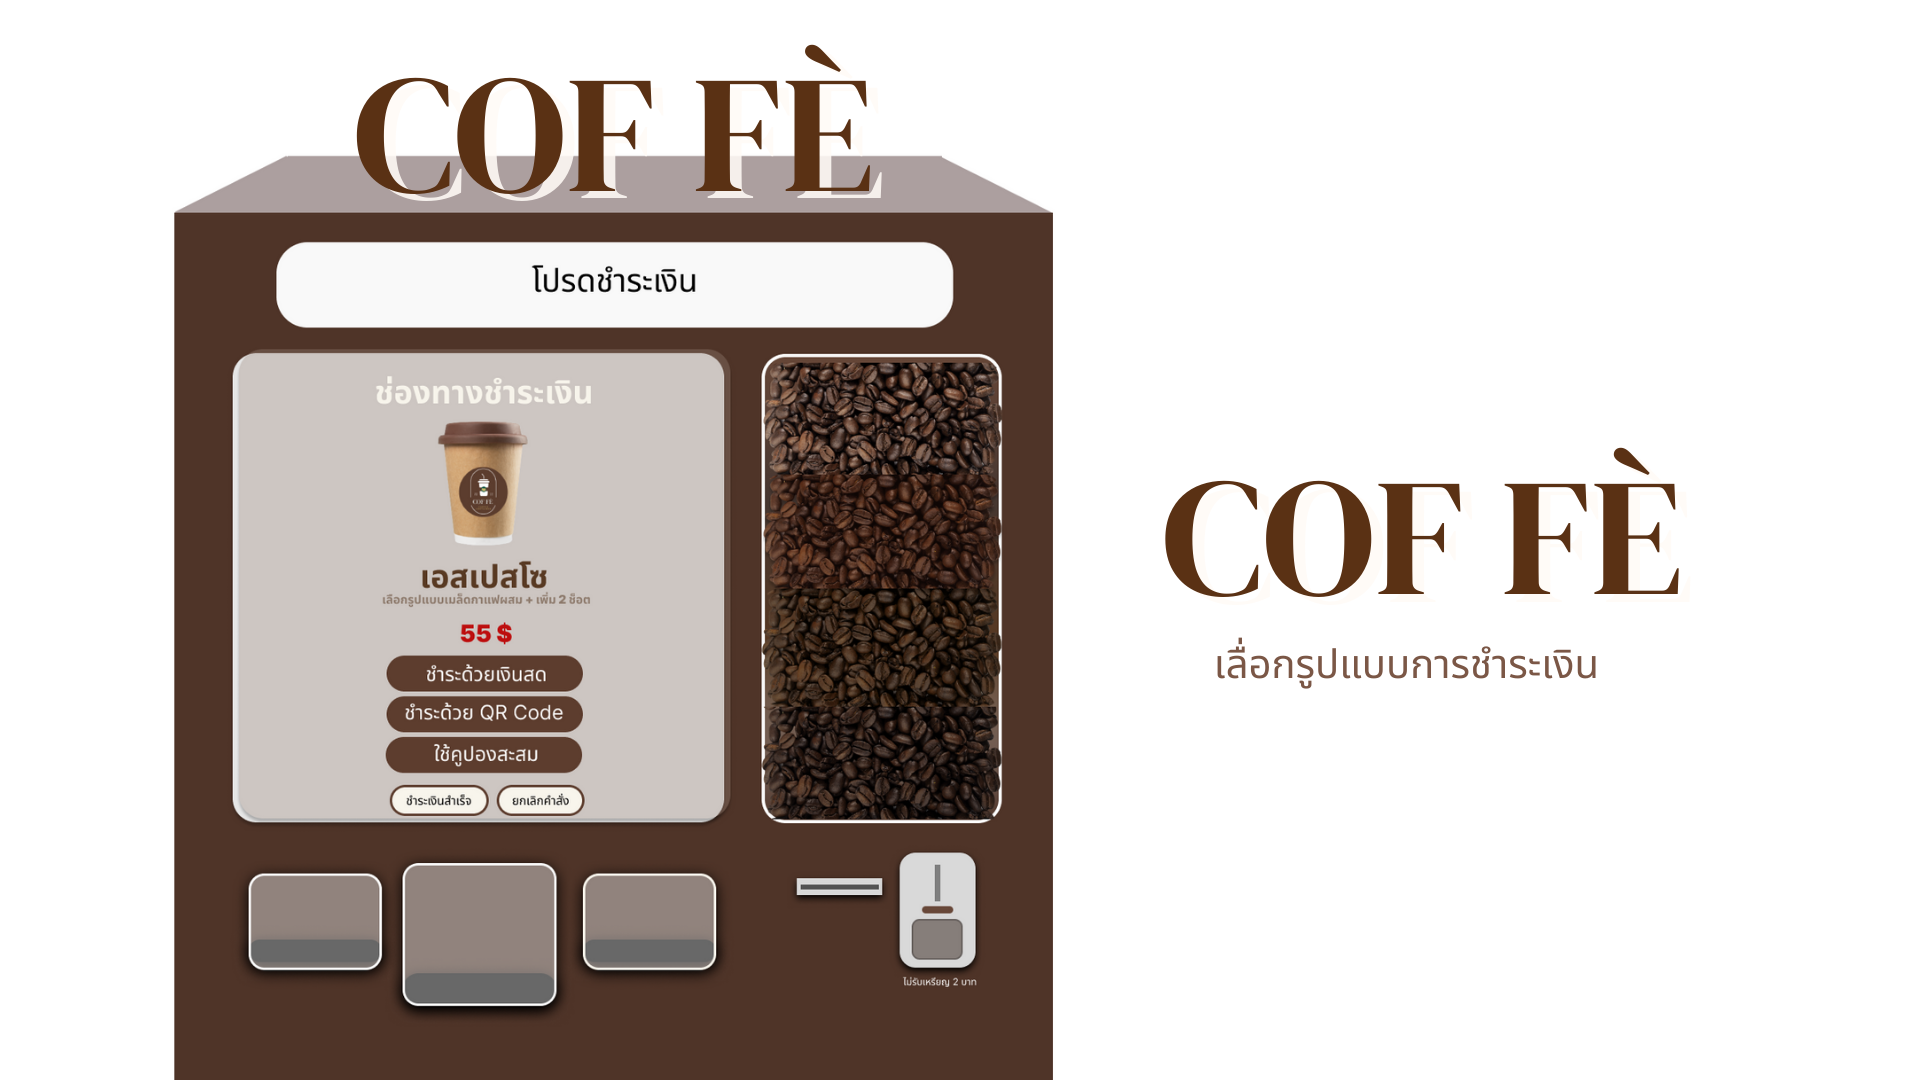 COF FÈ
โปรดชำระเงิน
ช่องทางชำระเงิน
COF FÈ
เอสเปสโซ
เลือกรูปแบบเมล็ดกาแฟผสม + เพิ่ม 2 ช็อต
55 $
ชำระด้วยเงินสด
ชำระด้วย QR Code
ใช้คูปองสะสม
ชำระเงินสำเร็จ
ยกเลิกคำสั่ง
ไม่รับเหรียญ 2 บาท
COF FÈ
เลื่อกรูปแบบการชำระเงิน